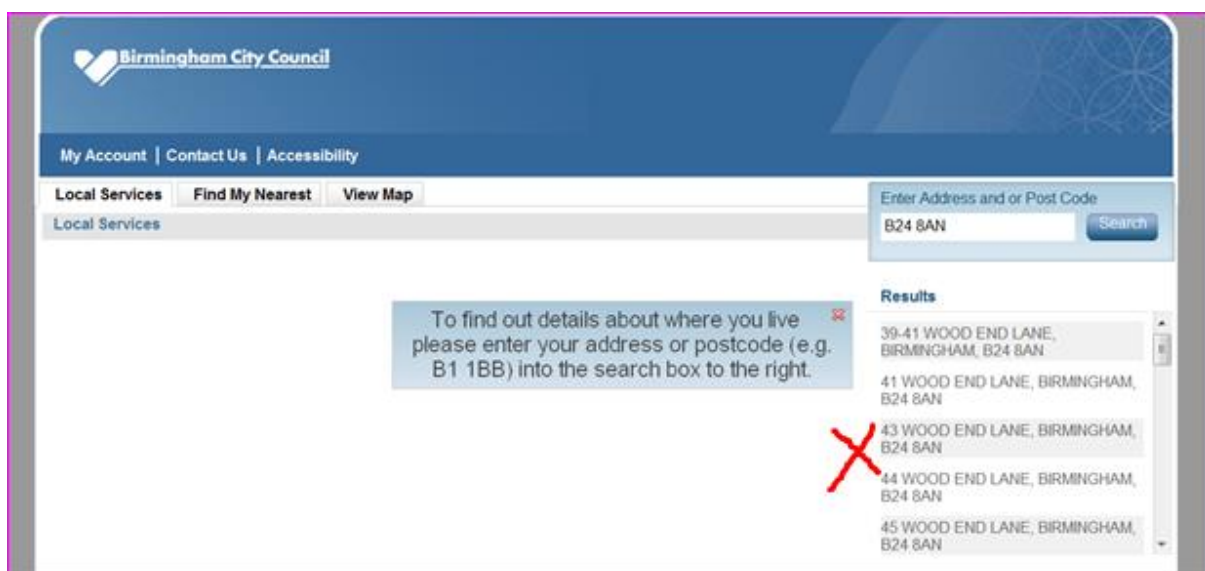 Birmingham City Council
My Account | Contact Us | Accessibility
Local Services Find My Nearest View Map
Local Services
Enter Address and or Post Code
B24 8AN Search
To find out details about where you live
please enter your address or postcode (e.g.
B1 1BB) into the search box to the right.
Results
39-41 WOOD END LANE,
BIRMINGHAM, B24 8AN
41 WOOD END LANE, BIRMINGHAM,
B24 8AN
43 WOOD END LANE, BIRMINGHAM,
B24 8AN
44 WOOD END LANE, BIRMINGHAM,
B24 8AN
45 WOOD END LANE, BIRMINGHAM,
B24 8AN